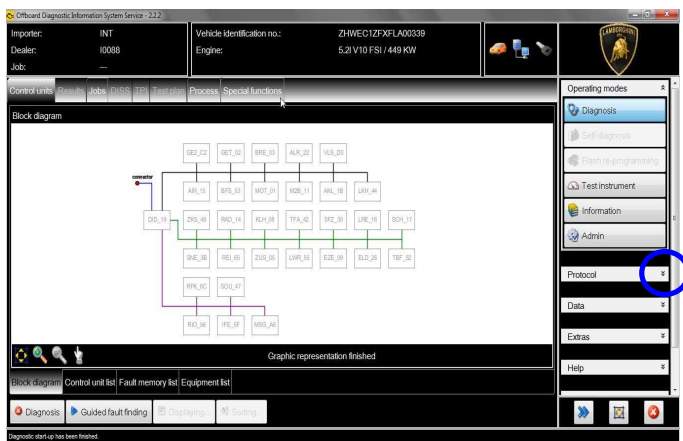 Offboard Diagnostic Information System Service - 2.2.2
Importer: INT
Dealer: I0088
Job: ---
Vehicle identification no.: ZHWEC1ZFXFLA00339
Engine: 5.2l V10 FSI / 449 KW
LAMBORGHINI
Control units Results Jobs DISS TPI Test plan Process Special functions
Block diagram
GE2_C2 GET_02 BRE_03 ALR_22 VLS_D0
connector
AIR_15 BFS_53 MOT_01 M2B_11 AKL_1B LKH_44
DID_19 ZKS_46 RAD_14 KLH_08 TFA_42 SFZ_30 LRE_16 SCH_17
SNE_3B REI_65 ZUB_05 LWR_55 EZE_09 ELD_26 TBF_52
RFK_6C SOU_47
RIO_56 IFE_5F MSG_A6
Graphic representation finished
Block diagram Control unit list Fault memory list Equipment list
Diagnosis Guided fault finding Displaying... Sorting...
Diagnostic start-up has been finished.
Operating modes
Diagnosis
Self-diagnosis
Flash re-programming
Test instrument
Information
Admin
Protocol
Data
Extras
Help